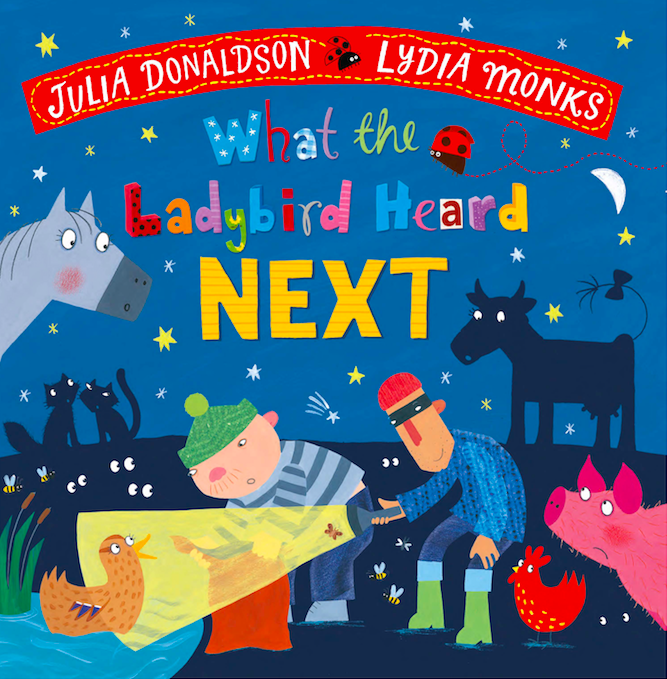 JULIA DONALDSON LYDIA MONKS
What the
Ladybird Heard
NEXT